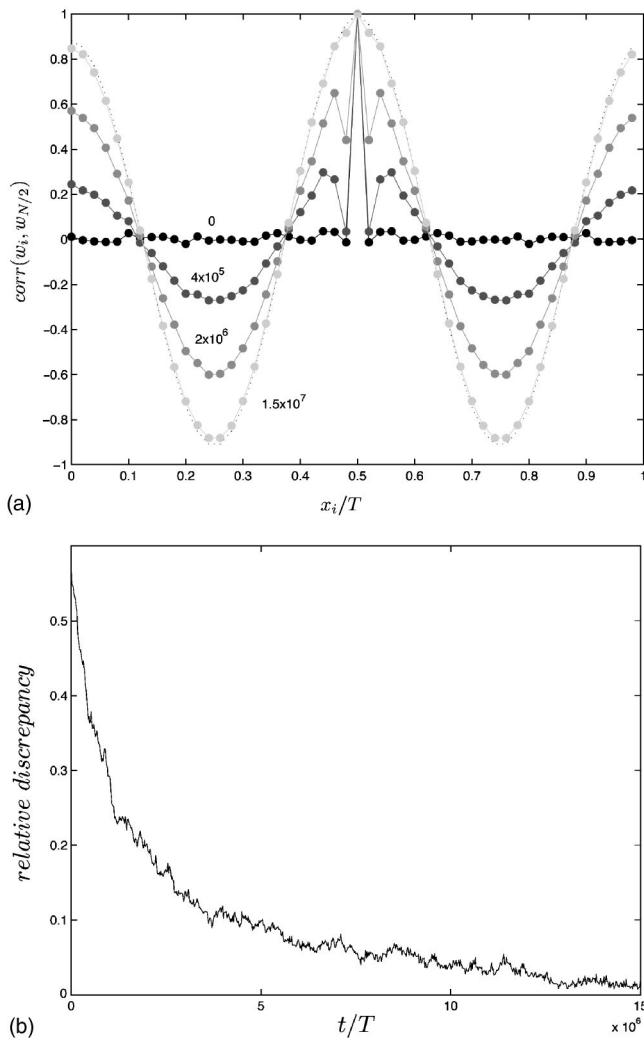 1
0.8
0.6
0.4
0.2
0
−0.2
−0.4
−0.6
−0.8
−1
corr(w_i, w_{N/2})
0
4x10^5
2x10^6
1.5x10^7
0 0.1 0.2 0.3 0.4 0.5 0.6 0.7 0.8 0.9 1
(a)
x_i/T
0.5
0.4
0.3
0.2
0.1
0
relative discrepancy
0 5 10 15
x 10^6
(b)
t/T